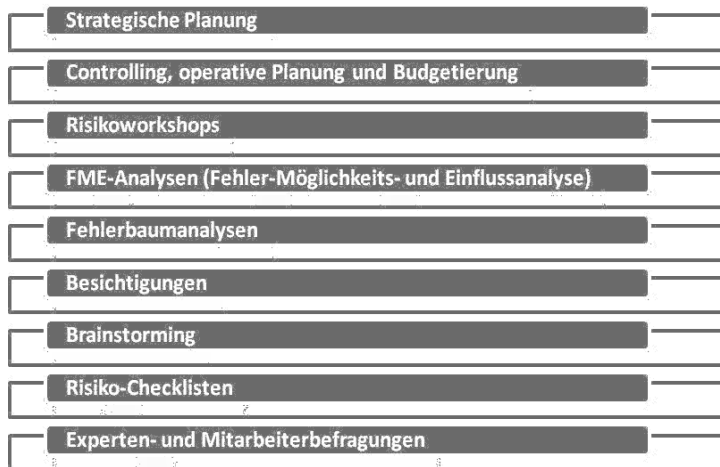 Strategische Planung
Controlling, operative Planung und Budgetierung
Risikoworkshops
FME-Analysen (Fehler-Möglichkeits- und Einflussanalyse)
Fehlerbaumanalysen
Besichtigungen
Brainstorming
Risiko-Checklisten
Experten- und Mitarbeiterbefragungen